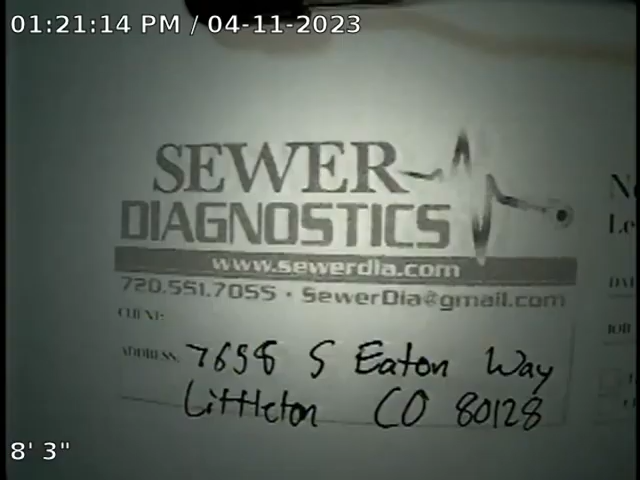 01:21:14 PM / 04-11-2023
SEWER
DIAGNOSTICS
www.sewerdia.com
720.551.7055 · SewerDia@gmail.com
CLIENT:
ADDRESS: 7658 S Eaton Way
Littleton CO 80128
8' 3"